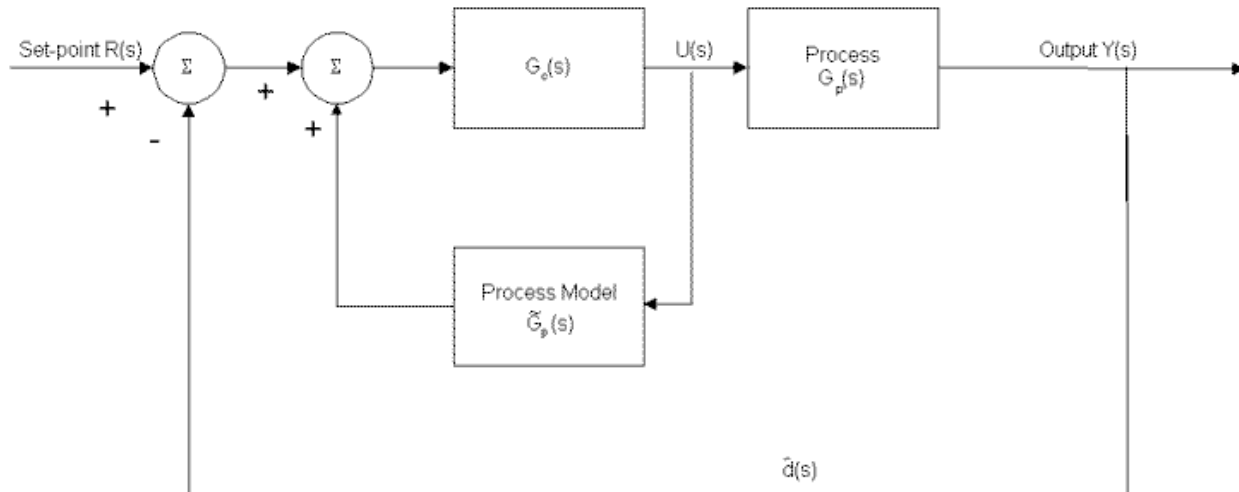 Set-point R(s)
Σ
Σ
G_c(s)
U(s)
Process
G_p(s)
Output Y(s)
+
-
+
+
Process Model
G̃_p(s)
d̃(s)